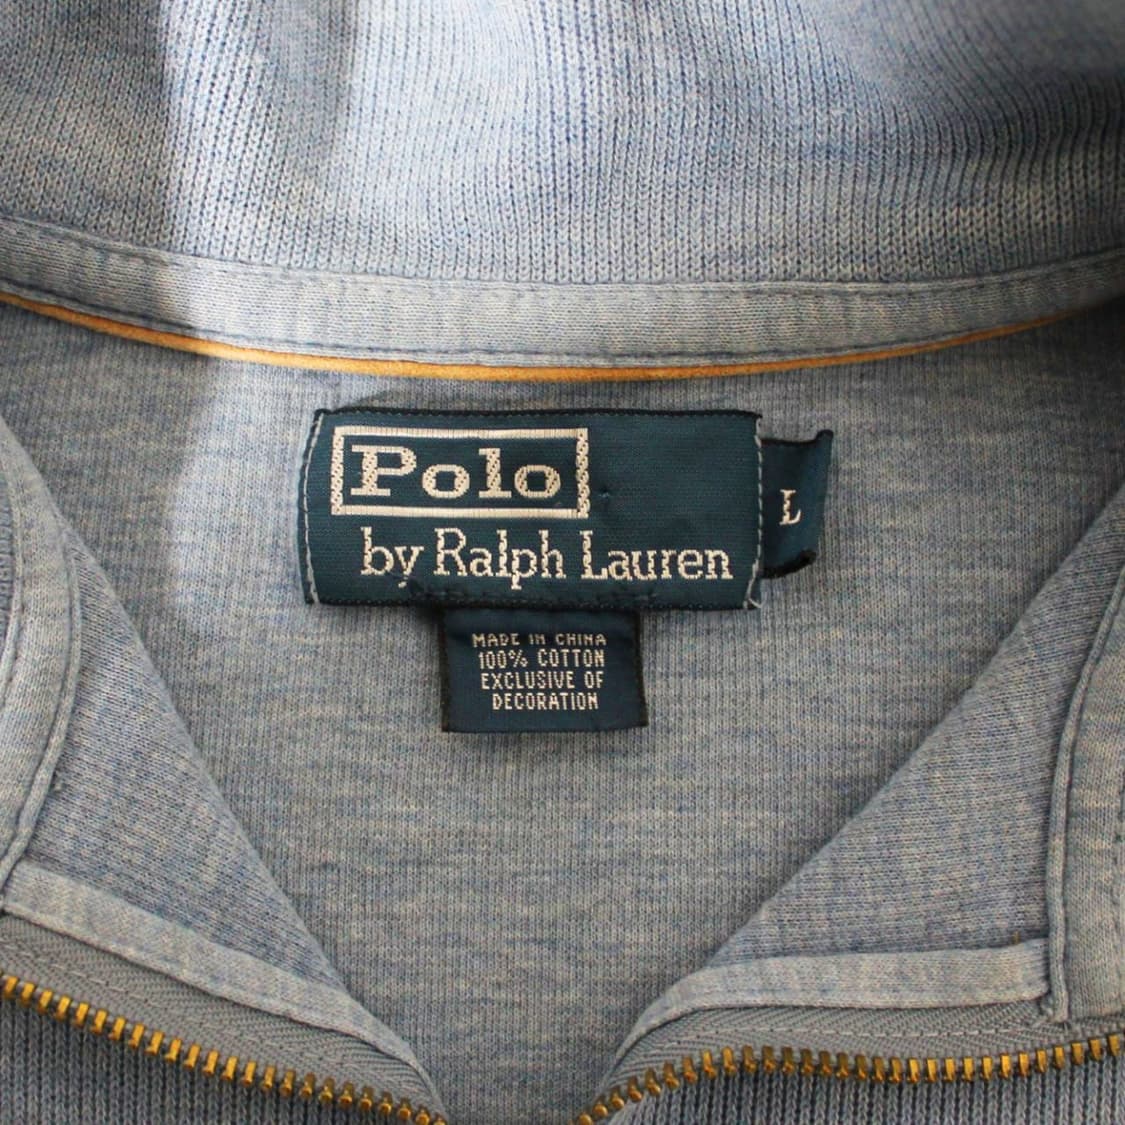 Polo
by Ralph Lauren
L
MADE IN CHINA
100% COTTON
EXCLUSIVE OF
DECORATION